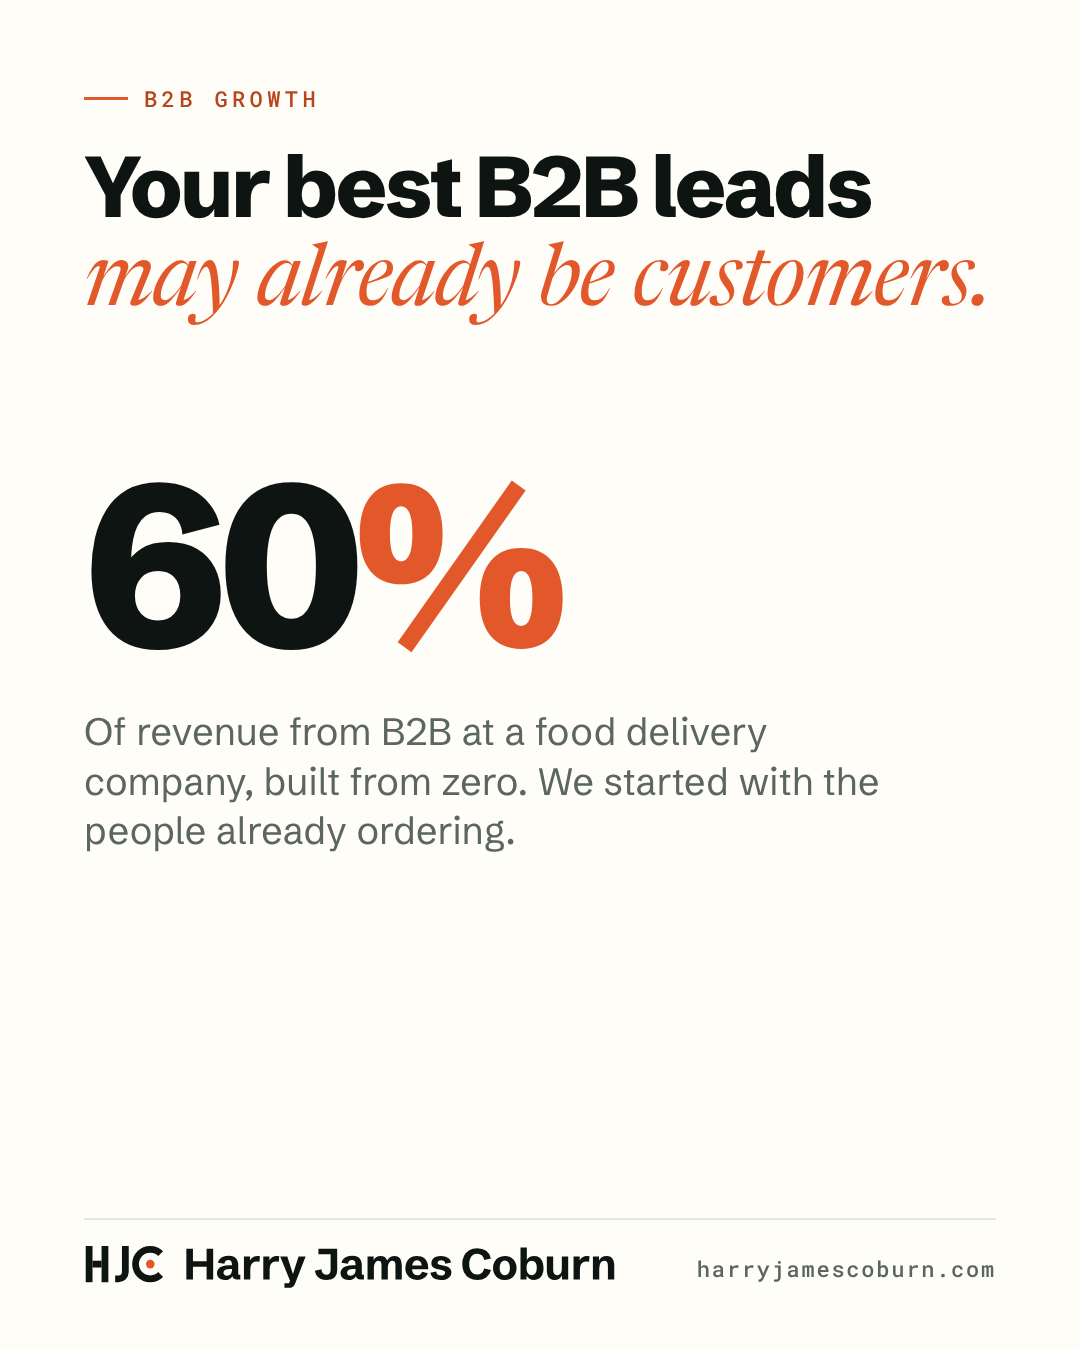 B2B GROWTH
Your best B2B leads
may already be customers.
60%
Of revenue from B2B at a food delivery
company, built from zero. We started with the
people already ordering.
HJC Harry James Coburn
harryjamescoburn.com